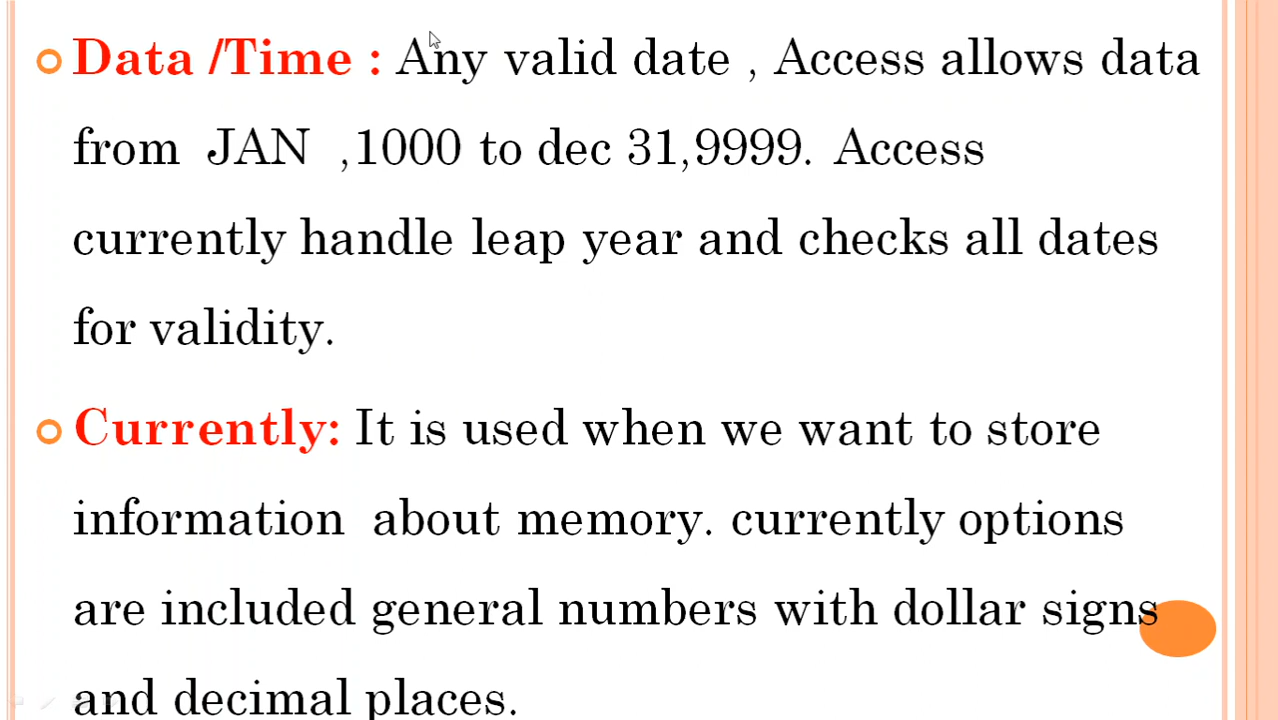 Data /Time : Any valid date , Access allows data
from JAN ,1000 to dec 31,9999. Access
currently handle leap year and checks all dates
for validity.
Currently: It is used when we want to store
information about memory. currently options
are included general numbers with dollar signs
and decimal places.